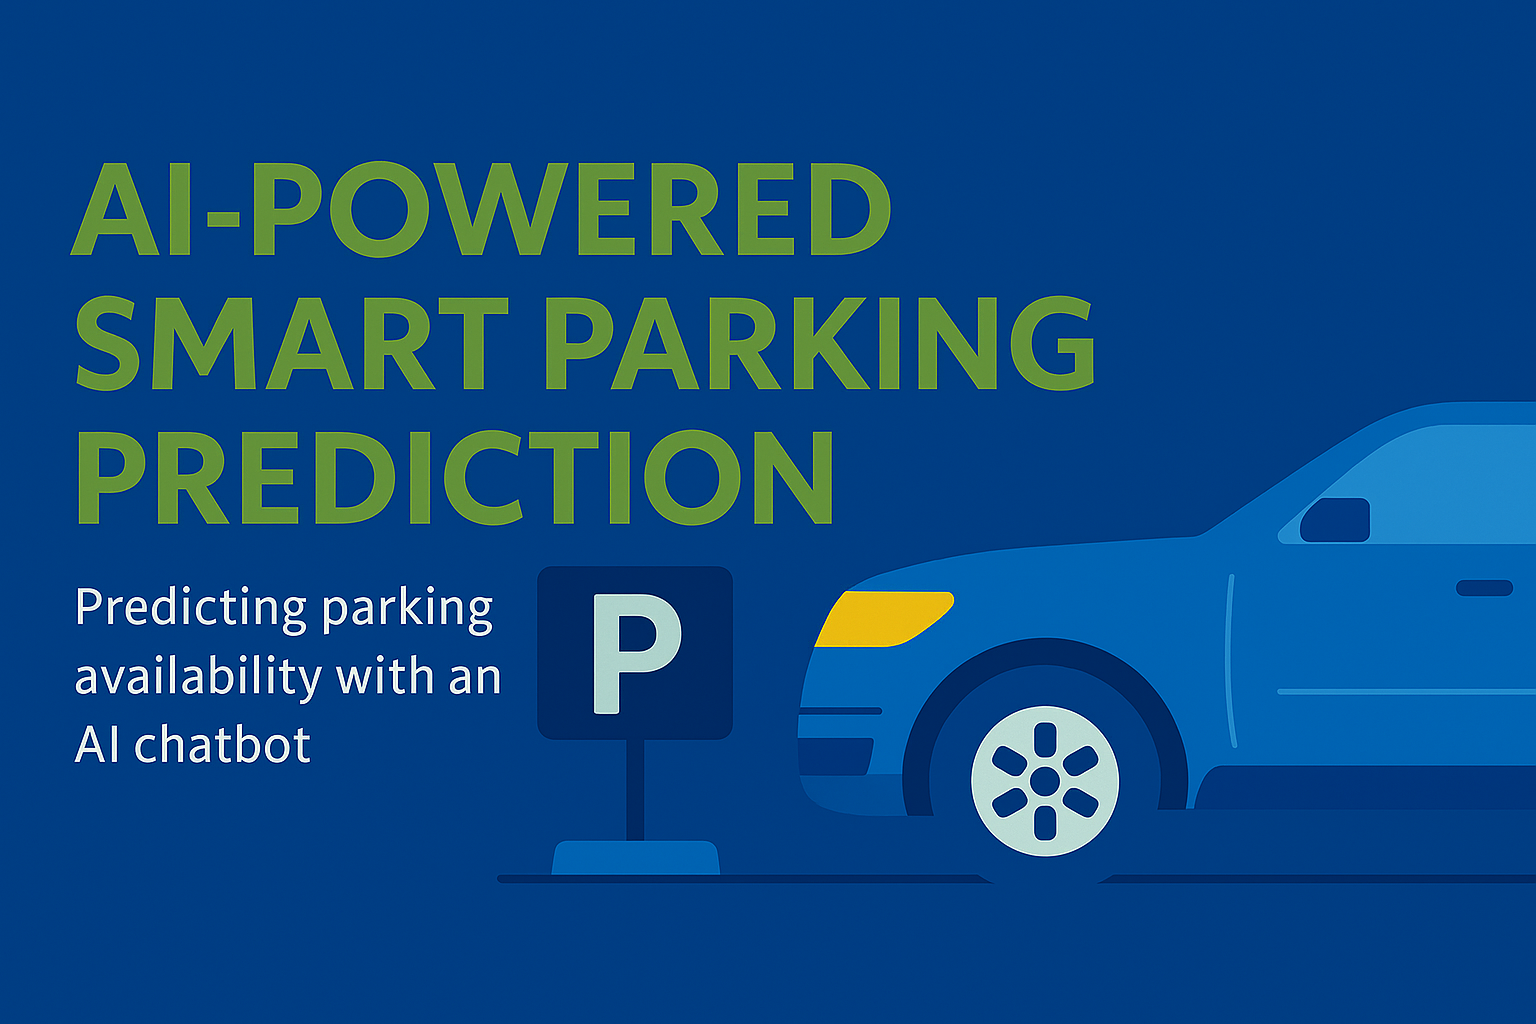 AI-POWERED
SMART PARKING
PREDICTION
Predicting parking
availability with an
AI chatbot
P